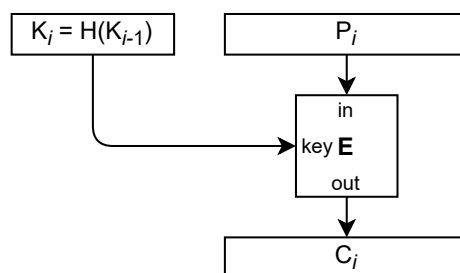 Kᵢ = H(Kᵢ₋₁)
Pᵢ
in
key E
out
Cᵢ